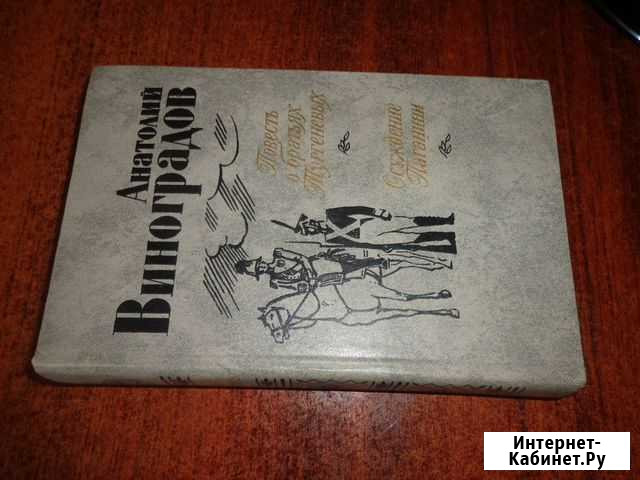 Анатолий
Виноградов
Повесть
о братьях
Тургеневых
Осуждение
Паганини
Интернет-
Кабинет.Ру